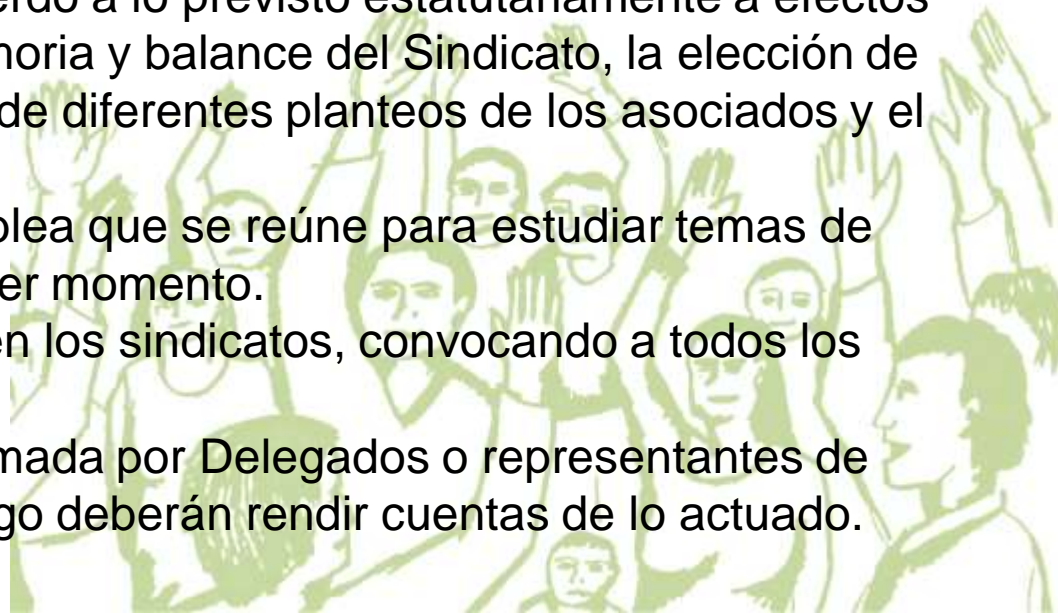 erdo a lo previsto estatutariamente a efectos
moria y balance del Sindicato, la elección de
de diferentes planteos de los asociados y el
blea que se reúne para estudiar temas de
er momento.
en los sindicatos, convocando a todos los
mada por Delegados o representantes de
go deberán rendir cuentas de lo actuado.